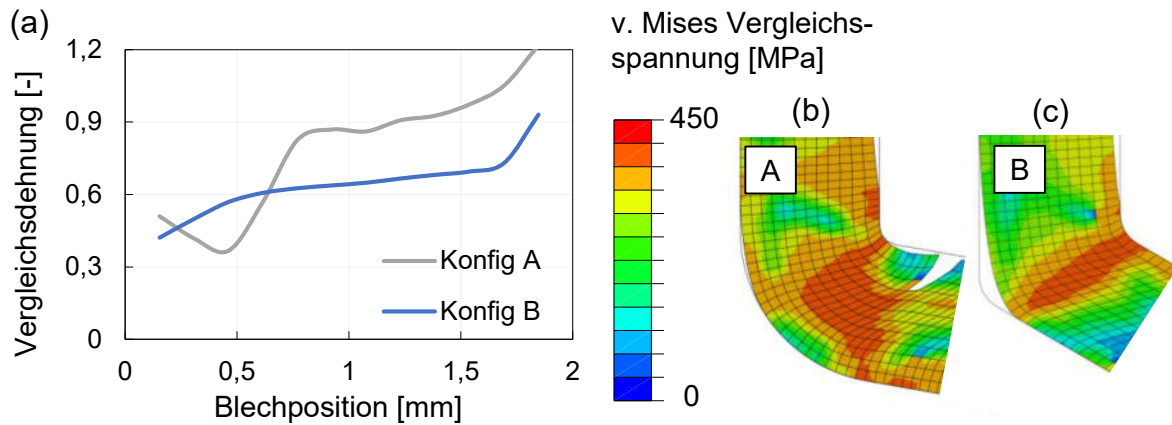 (a)
Vergleichsdehnung [-]
1,2
0,9
0,6
0,3
0
0
0,5
1
1,5
2
Blechposition [mm]
Konfig A
Konfig B
v. Mises Vergleichs-
spannung [MPa]
450
0
(b)
A
(c)
B